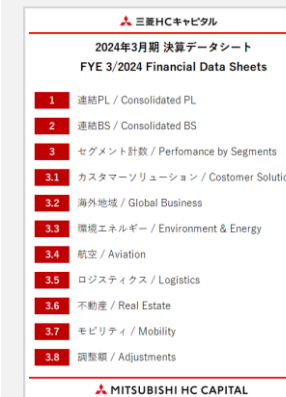 三菱HCキャピタル
2024年3月期 決算データシート
FYE 3/2024 Financial Data Sheets
1 連結PL / Consolidated PL
2 連結BS / Consolidated BS
3 セグメント計数 / Perfomance by Segments
3.1 カスタマーソリューション / Costomer Solutio
3.2 海外地域 / Global Business
3.3 環境エネルギー / Environment & Energy
3.4 航空 / Aviation
3.5 ロジスティクス / Logistics
3.6 不動産 / Real Estate
3.7 モビリティ / Mobility
3.8 調整額 / Adjustments
MITSUBISHI HC CAPITAL